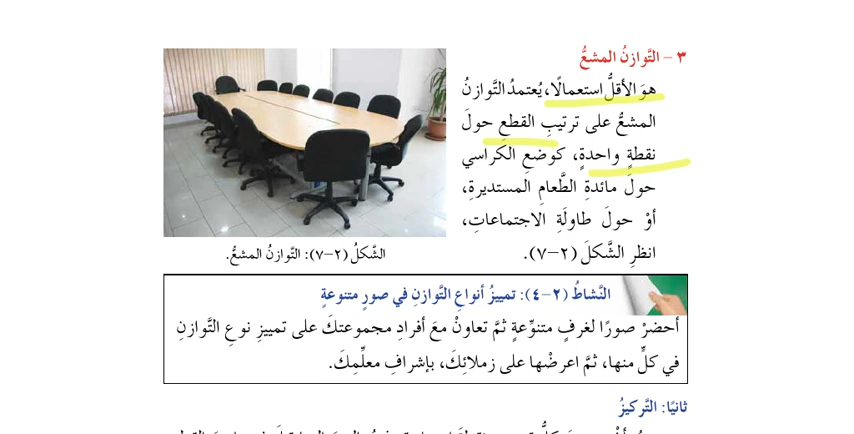 ٣ – التَّوازنُ المشعُّ
هوَ الأقلُّ استعمالًا، يُعتمدُ التَّوازنُ
المشعُّ على ترتيبِ القطعِ حولَ
نقطةٍ واحدةٍ، كوضعِ الكراسي
حولَ مائدةِ الطَّعامِ المستديرةِ،
أوْ حولَ طاولَةِ الاجتماعاتِ،
انظرِ الشَّكلَ (٢–٧).
الشّكلُ (٢–٧): التَّوازنُ المشعُّ.
النَّشاطُ (٢–٤): تمييزُ أنواعِ التَّوازنِ في صورٍ متنوعةٍ
أحضرْ صورًا لغرفٍ متنوِّعةٍ ثمَّ تعاونْ معَ أفرادِ مجموعتكَ على تمييزِ نوعِ التَّوازنِ
في كلٍّ منها، ثمَّ اعرضْها على زملائِكَ، بإشرافِ معلِّمِكَ.
ثانيًا: التَّركيزُ